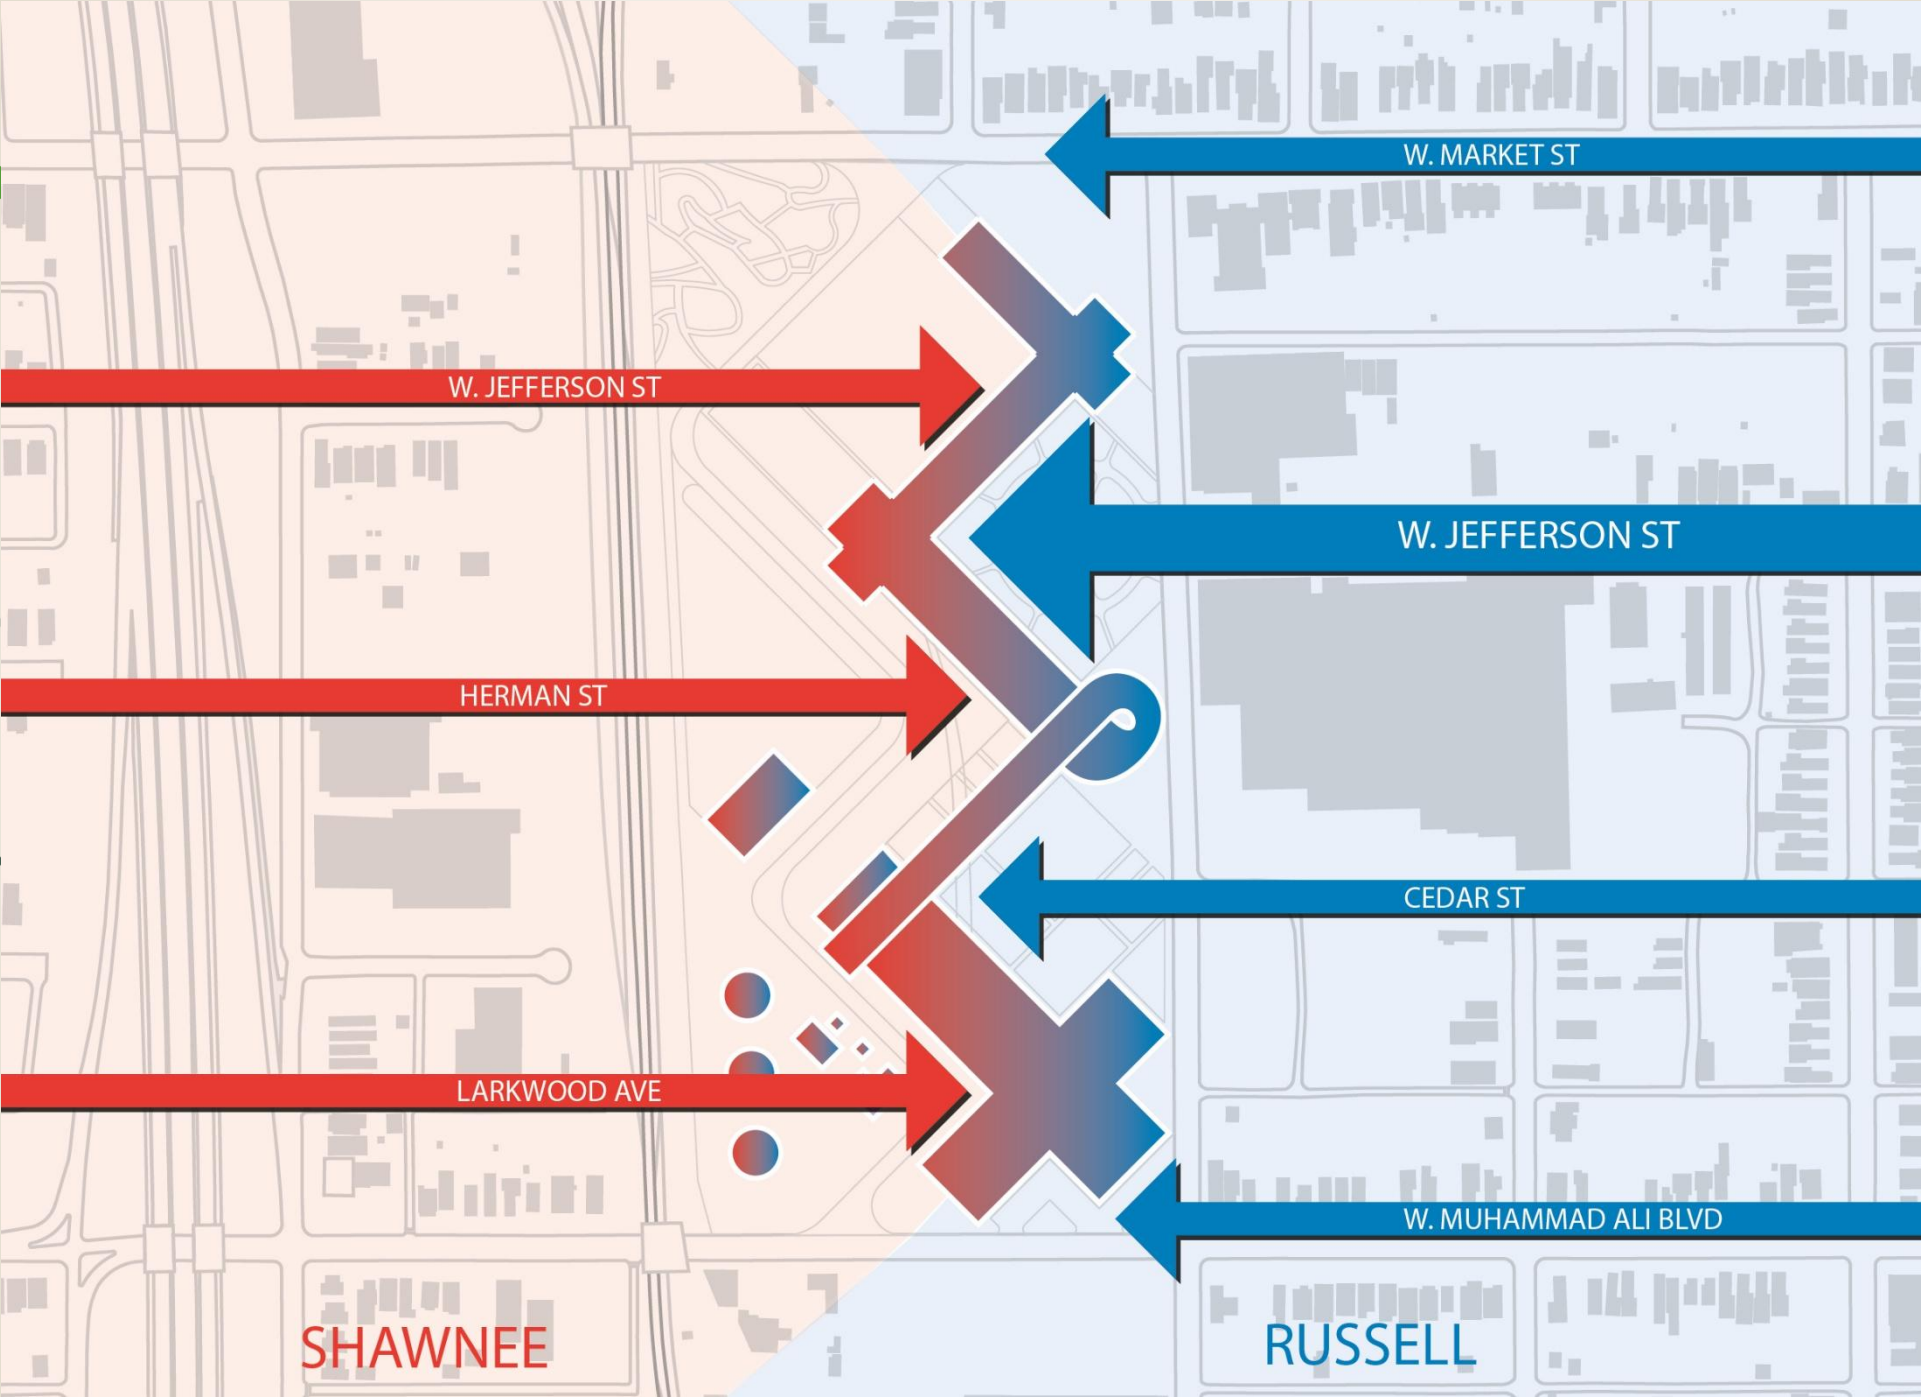 W. MARKET ST
W. JEFFERSON ST
W. JEFFERSON ST
HERMAN ST
CEDAR ST
LARKWOOD AVE
W. MUHAMMAD ALI BLVD
SHAWNEE
RUSSELL